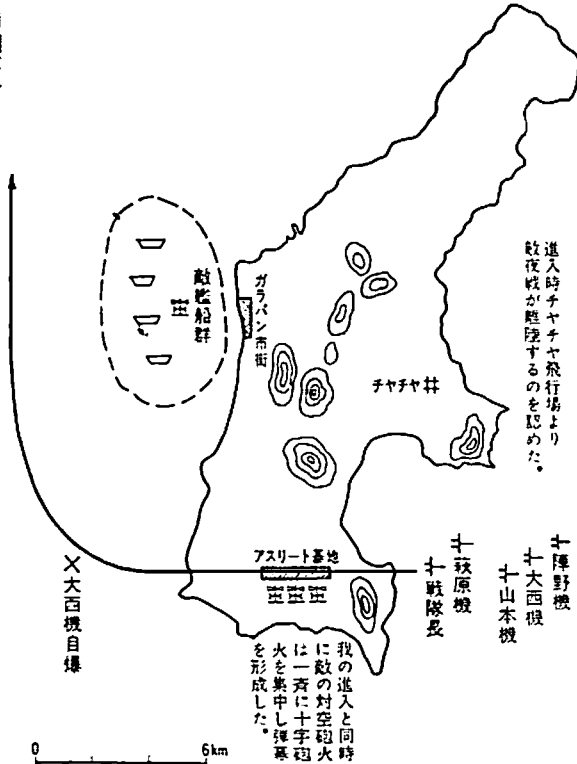 進入時チャチャ飛行場より
敵夜戦が離陸するのを認めた。
敵艦船群
ガラパン市街
チャチャ
陣野機
大西機
山本機
萩原機
戦隊長
アスリート基地
大西機自爆
我の進入と同時
に敵の対空砲火
は一斉に十字砲
火を集中し弾幕
を形成した。
0 6km